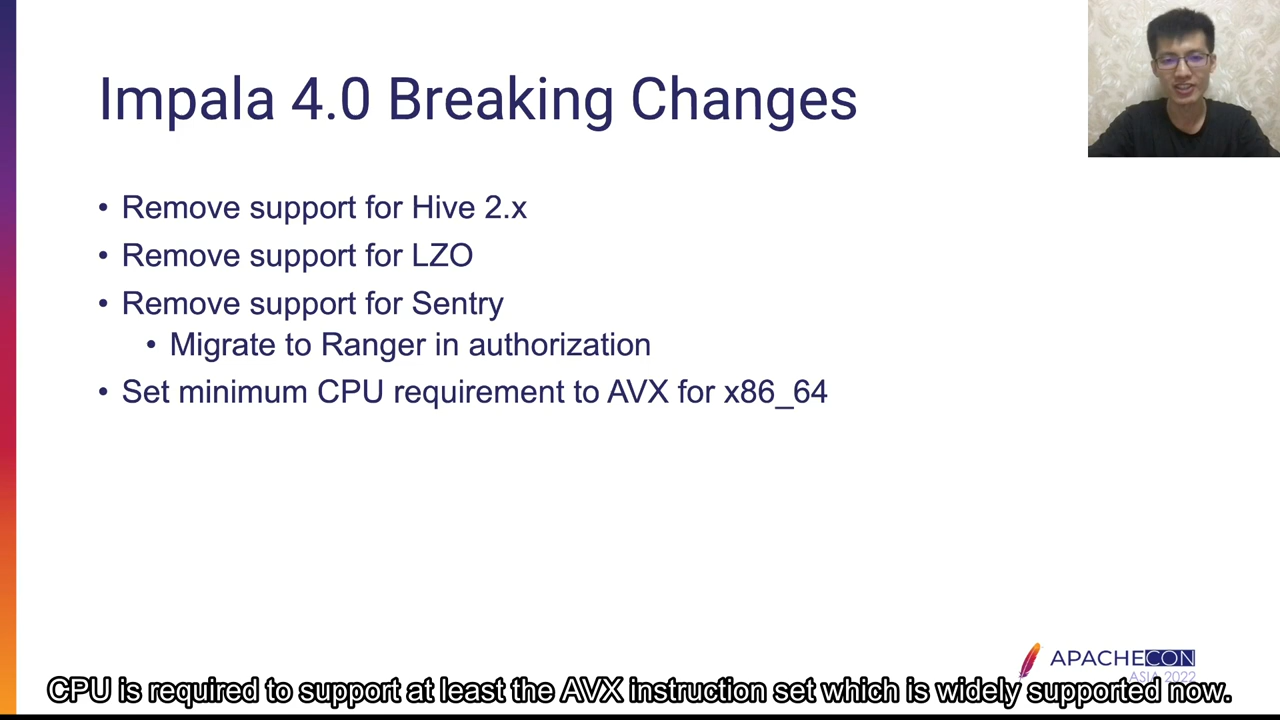 Impala 4.0 Breaking Changes
• Remove support for Hive 2.x
• Remove support for LZO
• Remove support for Sentry
• Migrate to Ranger in authorization
• Set minimum CPU requirement to AVX for x86_64
APACHECON
ASIA 2022
CPU is required to support at least the AVX instruction set which is widely supported now.